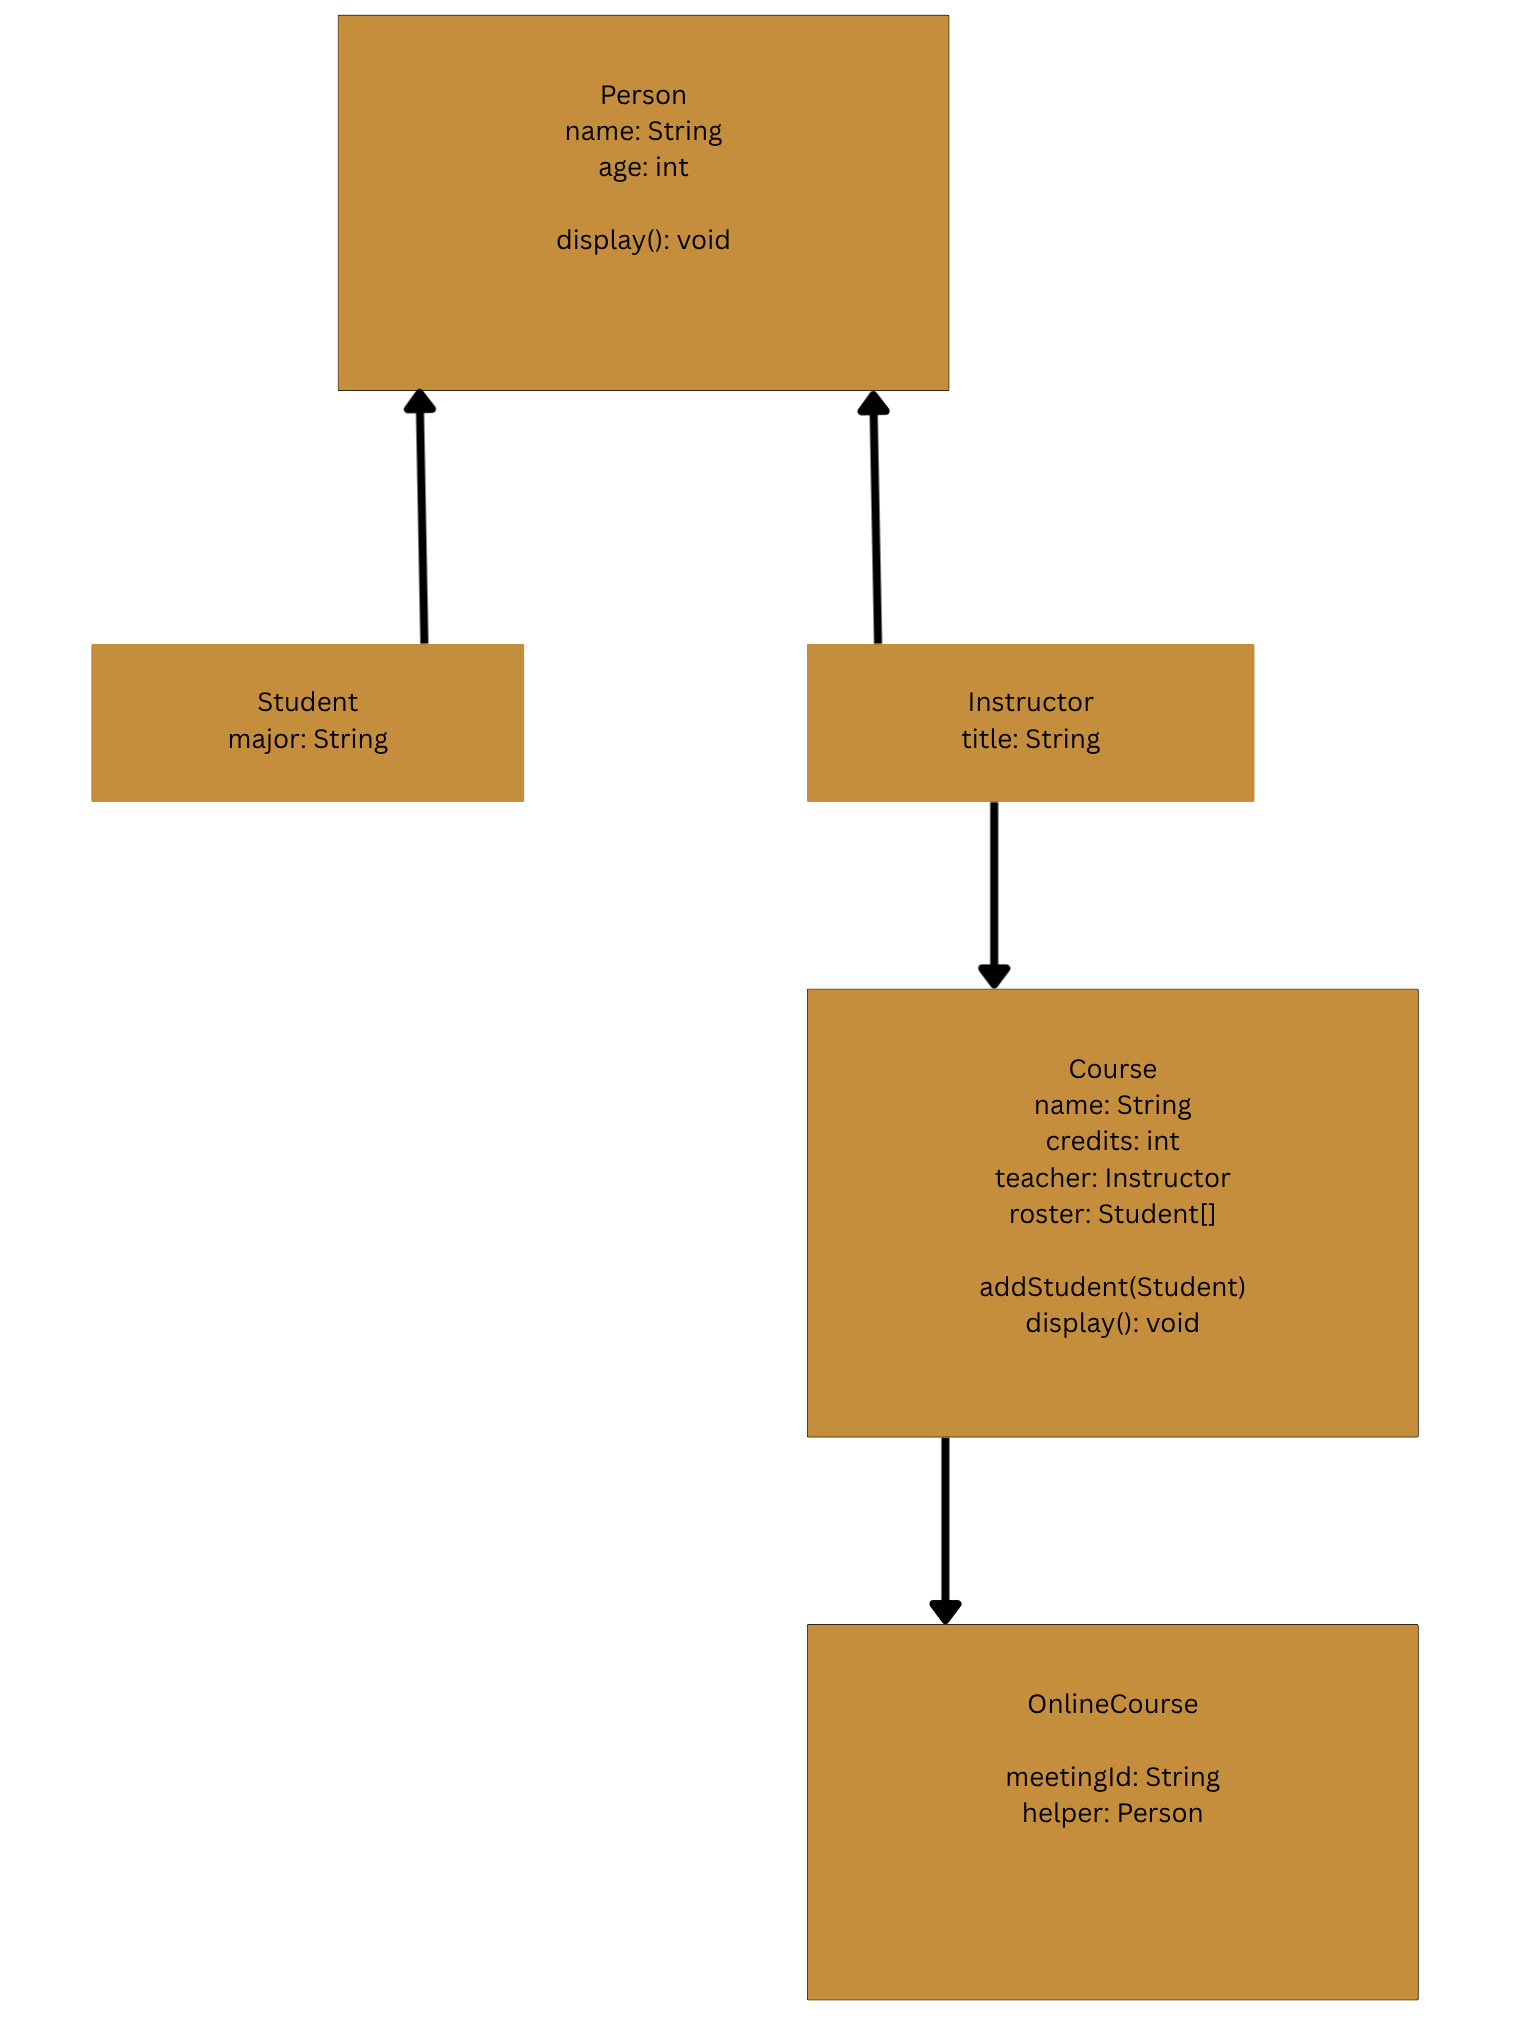 Person
name: String
age: int
display(): void
Student
major: String
Instructor
title: String
Course
name: String
credits: int
teacher: Instructor
roster: Student[]
addStudent(Student)
display(): void
OnlineCourse
meetingId: String
helper: Person